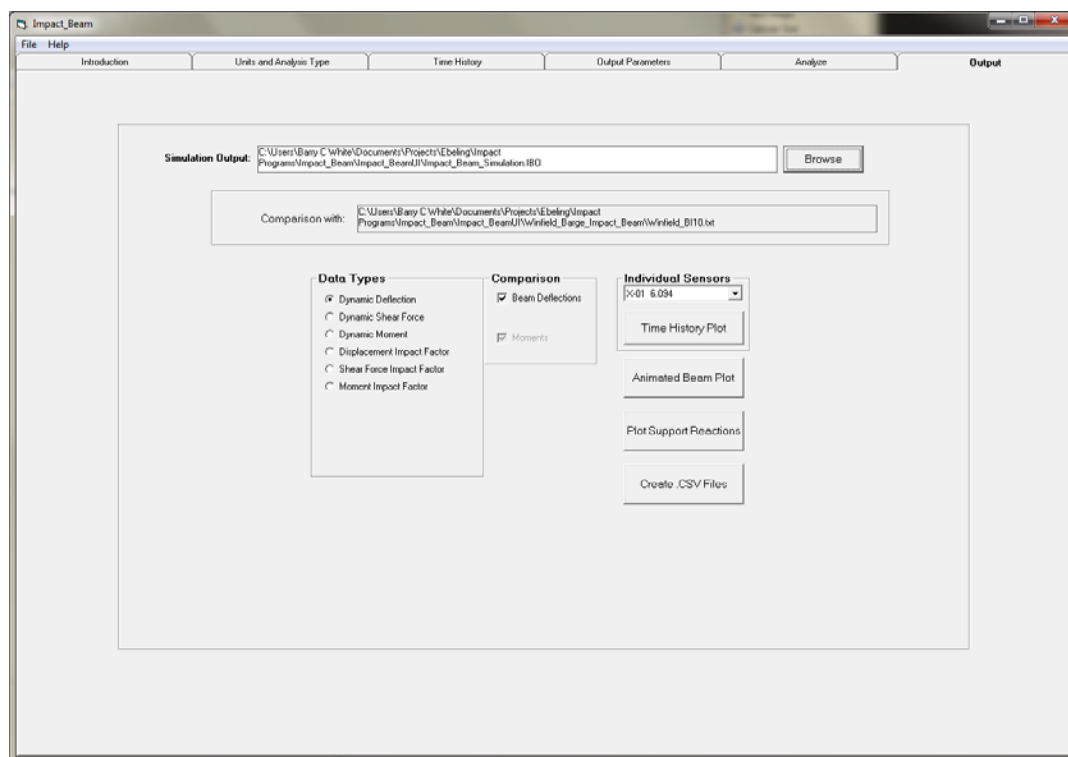 Impact_Beam
File Help
Introduction Units and Analysis Type Time History Output Parameters Analyze Output
Simulation Output: C:\Users\Barry C White\Documents\Projects\Ebeling\Impact
Programs\Impact_Beam\Impact_BeamUI\Impact_Beam_Simulation.IBO
Browse
Comparison with: C:\Users\Barry C White\Documents\Projects\Ebeling\Impact
Programs\Impact_Beam\Impact_BeamUI\Winfield_Barge_Impact_Beam\Winfield_BI10.txt
Data Types
Dynamic Deflection
Dynamic Shear Force
Dynamic Moment
Displacement Impact Factor
Shear Force Impact Factor
Moment Impact Factor
Comparison
Beam Deflections
Moments
Individual Sensors
X-01 6.094
Time History Plot
Animated Beam Plot
Plot Support Reactions
Create .CSV Files